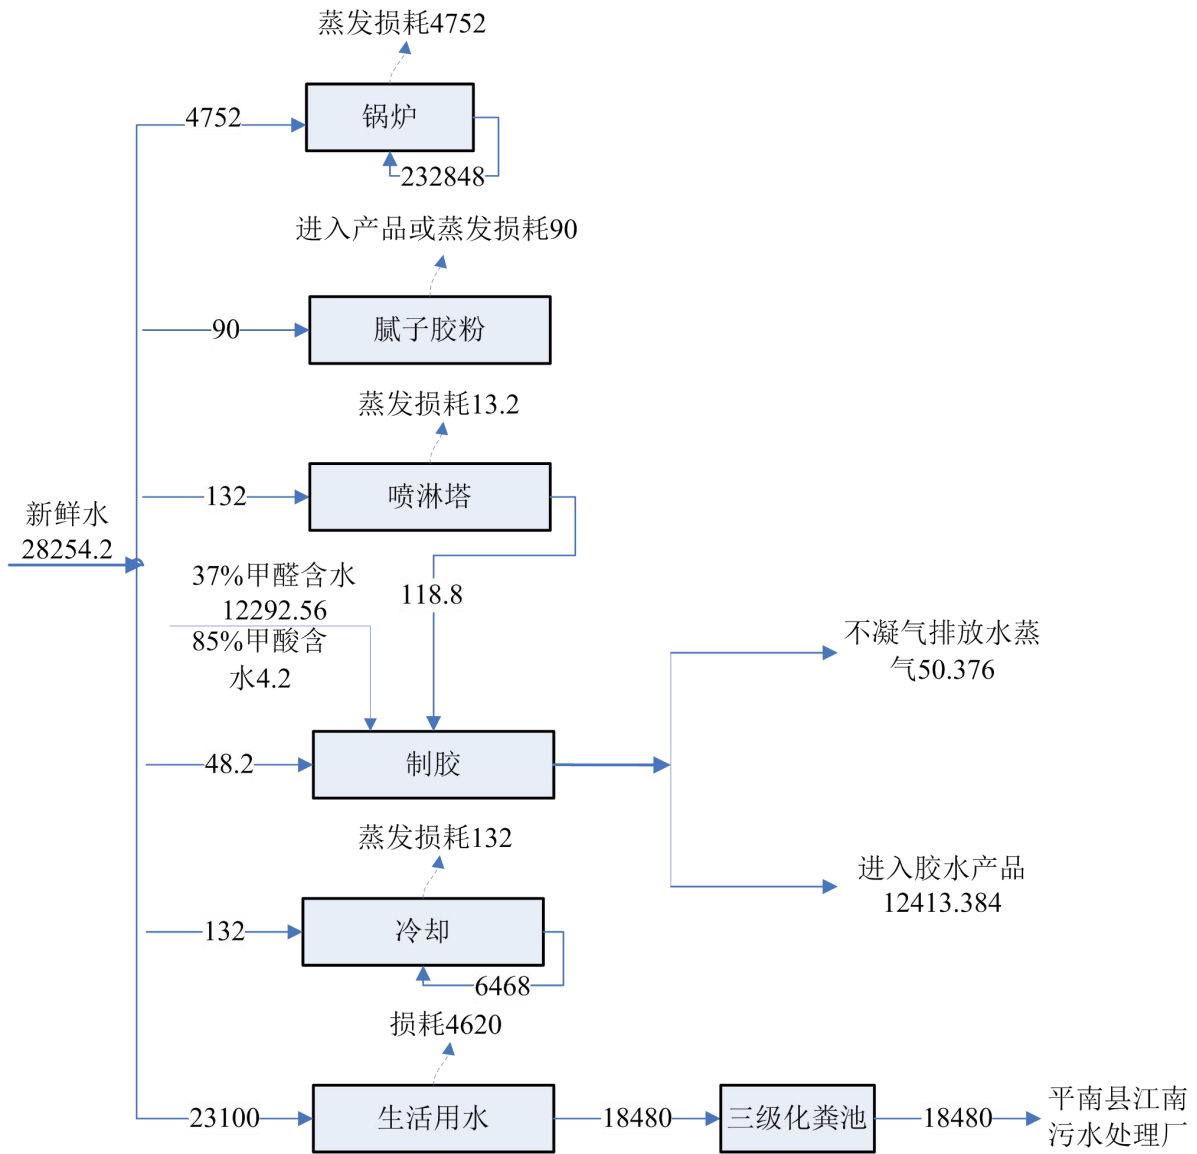 蒸发损耗4752
4752
锅炉
232848
进入产品或蒸发损耗90
90
腻子胶粉
蒸发损耗13.2
132
喷淋塔
新鲜水
28254.2
37%甲醛含水
12292.56
85%甲酸含
水4.2
118.8
不凝气排放水蒸
气50.376
48.2
制胶
进入胶水产品
12413.384
蒸发损耗132
132
冷却
6468
损耗4620
23100
生活用水
18480
三级化粪池
18480
平南县江南
污水处理厂